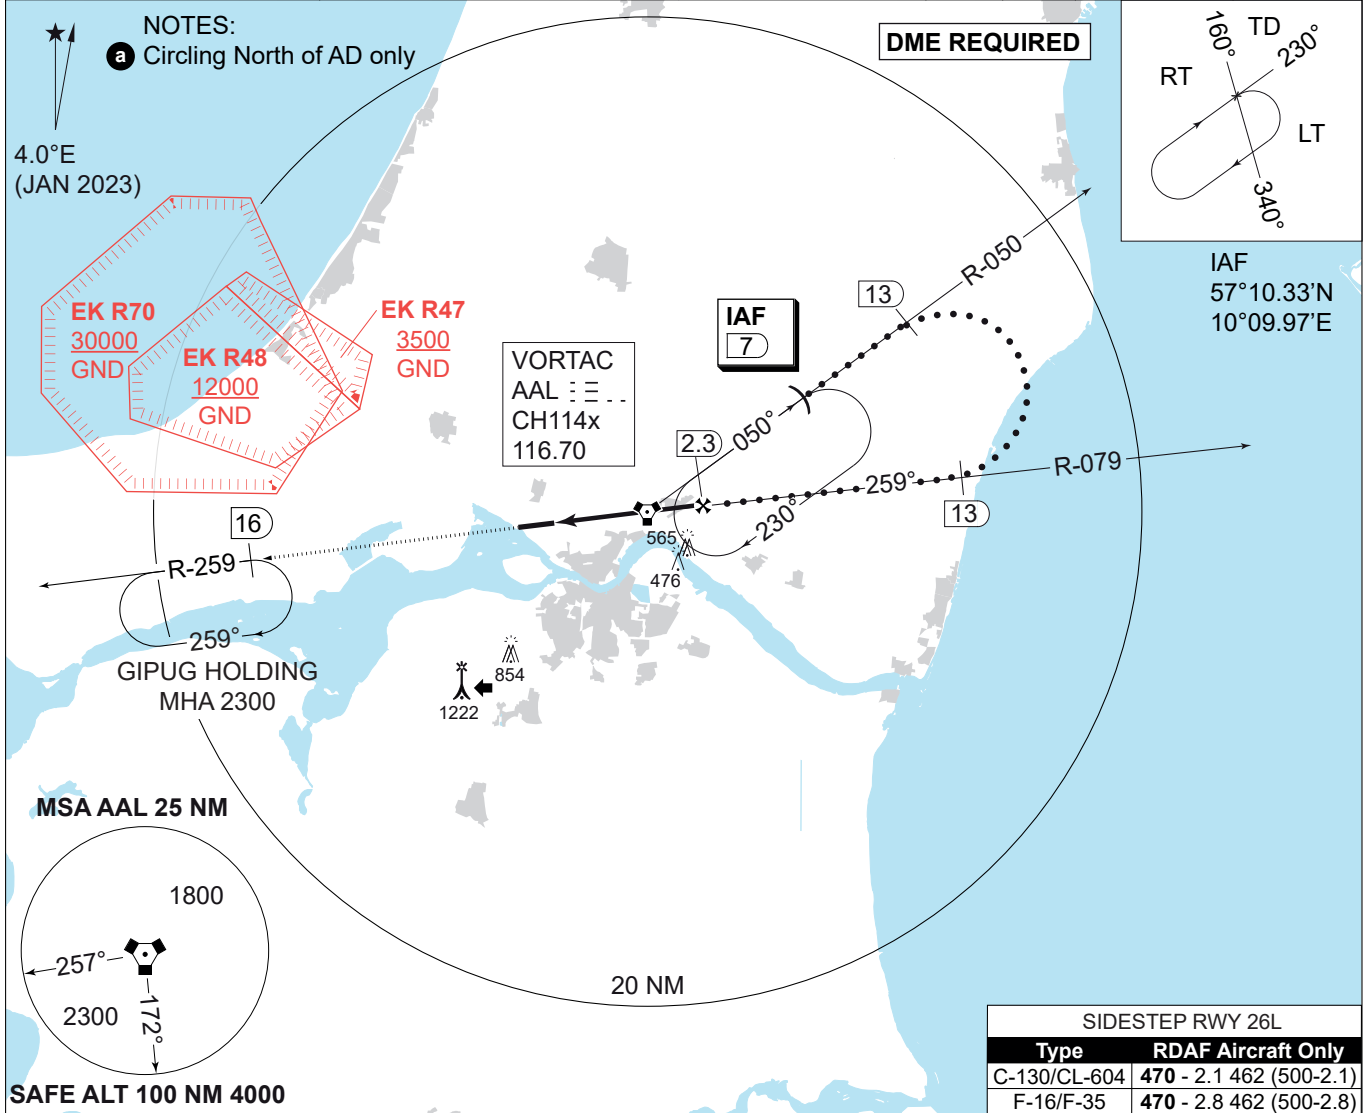 NOTES:
a Circling North of AD only
DME REQUIRED
4.0°E
(JAN 2023)
160°
TD
230°
RT
LT
340°
IAF
57°10.33'N
10°09.97'E
EK R70
30000
GND
EK R48
12000
GND
EK R47
3500
GND
VORTAC
AAL
CH114x
116.70
IAF
7
13
R-050
050°
2.3
259°
R-079
13
230°
565
476
16
R-259
259°
GIPUG HOLDING
MHA 2300
854
1222
MSA AAL 25 NM
1800
257°
2300
172°
SAFE ALT 100 NM 4000
20 NM
SIDESTEP RWY 26L
Type RDAF Aircraft Only
C-130/CL-604 470 - 2.1 462 (500-2.1)
F-16/F-35 470 - 2.8 462 (500-2.8)